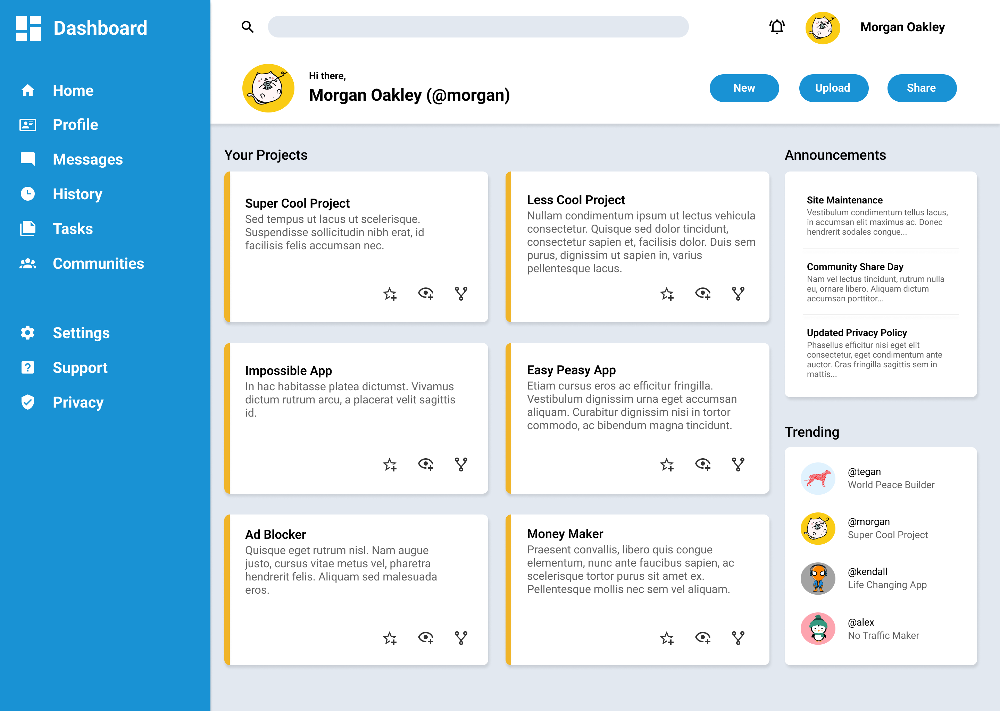 Dashboard
Home
Profile
Messages
History
Tasks
Communities
Settings
Support
Privacy
Morgan Oakley
Hi there,
Morgan Oakley (@morgan)
New
Upload
Share
Your Projects
Super Cool Project
Sed tempus ut lacus ut scelerisque.
Suspendisse sollicitudin nibh erat, id
facilisis felis accumsan nec.
Less Cool Project
Nullam condimentum ipsum ut lectus vehicula
consectetur. Quisque sed dolor tincidunt,
consectetur sapien et, facilisis dolor. Duis sem
purus, dignissim ut sapien in, varius
pellentesque lacus.
Impossible App
In hac habitasse platea dictumst. Vivamus
dictum rutrum arcu, a placerat velit sagittis
id.
Easy Peasy App
Etiam cursus eros ac efficitur fringilla.
Vestibulum dignissim urna eget accumsan
aliquam. Curabitur dignissim nisi in tortor
commodo, ac bibendum magna tincidunt.
Ad Blocker
Quisque eget rutrum nisl. Nam augue
justo, cursus vitae metus vel, pharetra
hendrerit felis. Aliquam sed malesuada
eros.
Money Maker
Praesent convallis, libero quis congue
elementum, nunc ante faucibus sapien, ac
scelerisque tortor purus sit amet ex.
Pellentesque mollis nec sem vel aliquam.
Announcements
Site Maintenance
Vestibulum condimentum tellus lacus,
in accumsan elit maximus ac. Donec
hendrerit sodales congue...
Community Share Day
Nam vel lectus tincidunt, rutrum nulla
eu, ornare libero. Aliquam dictum
accumsan porttitor...
Updated Privacy Policy
Phasellus efficitur nisi eget elit
consectetur, eget condimentum ante
auctor. Cras fringilla sagittis sem in
mattis...
Trending
@tegan
World Peace Builder
@morgan
Super Cool Project
@kendall
Life Changing App
@alex
No Traffic Maker